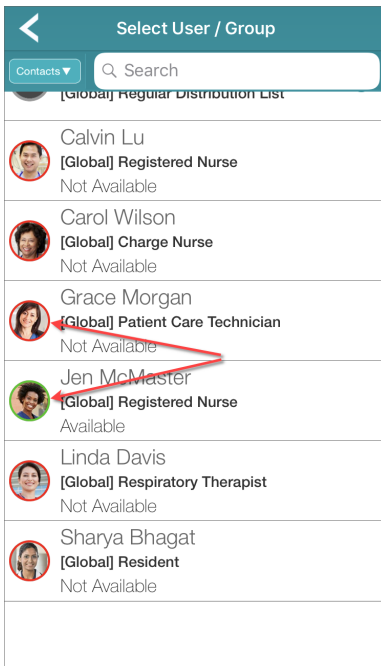 Select User / Group
Contacts▼
Search
[Global] Regular Distribution List
Calvin Lu
[Global] Registered Nurse
Not Available
Carol Wilson
[Global] Charge Nurse
Not Available
Grace Morgan
[Global] Patient Care Technician
Not Available
Jen McMaster
[Global] Registered Nurse
Available
Linda Davis
[Global] Respiratory Therapist
Not Available
Sharya Bhagat
[Global] Resident
Not Available